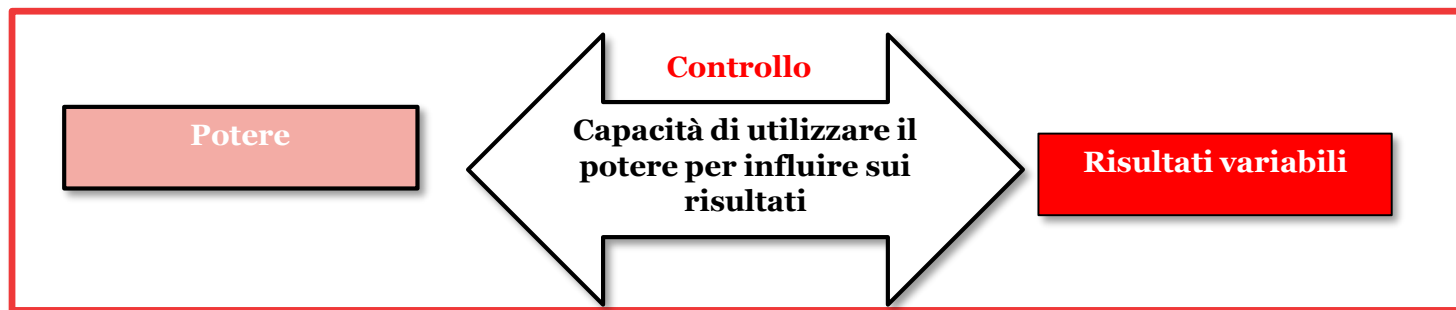 Controllo
Potere
Capacità di utilizzare il
potere per influire sui
risultati
Risultati variabili